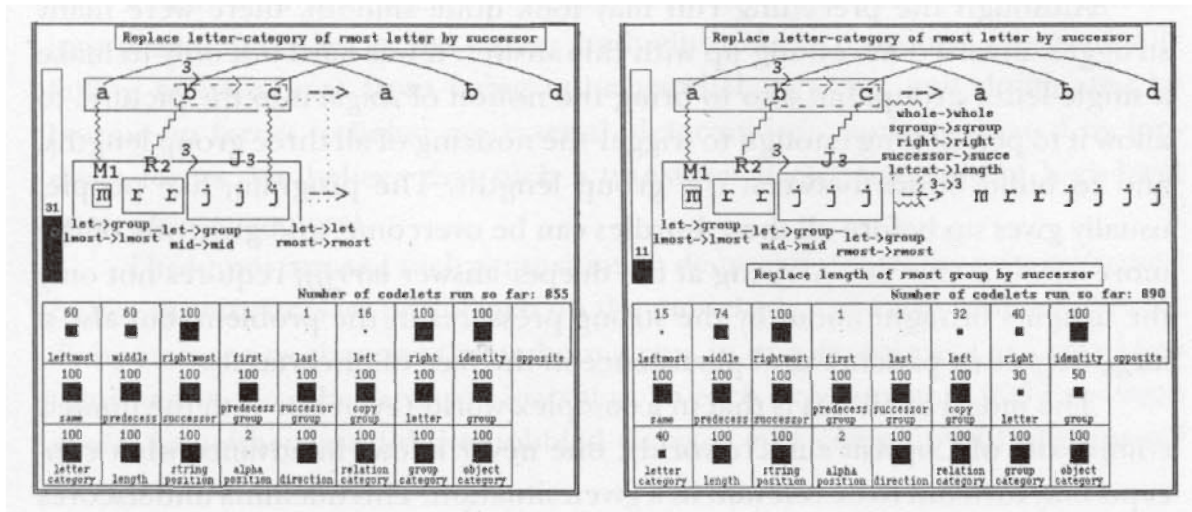 Replace letter-category of rmost letter by successor
3
a b c ---> a b d
M1 R 3 J3
m r r j j j --->
31
let->group
lmost->lmost
let->group
mid->mid
let->let
rmost->rmost
Number of codelets run so far: 855
60 60 100 1 1 16 100 100
leftmost middle rightmost first last left right identity opposite
100 100 100 100 100 100 100 100
same predecess successor predecess group successor group copy group letter group
100 100 100 2 100 100 100 100
letter category length string position alpha position direction relation category group category object category
Replace letter-category of rmost letter by successor
3
a b c b d
whole->whole
group->group
right->right
successor->succe
letcat->length
3->3
M1 R 3 J3
m r r j j j m r r j j j j
11
let->group
lmost->lmost
let->group
mid->mid
let->group
rmost->rmost
Replace length of rmost group by successor
Number of codelets run so far: 890
15 74 100 1 1 32 40 100
leftmost middle rightmost first last left right identity opposite
100 100 100 100 100 100 30 50
same predecess successor predecess group successor group copy group letter group
40 100 100 2 100 100 100 100
letter category length string position alpha position direction relation category group category object category